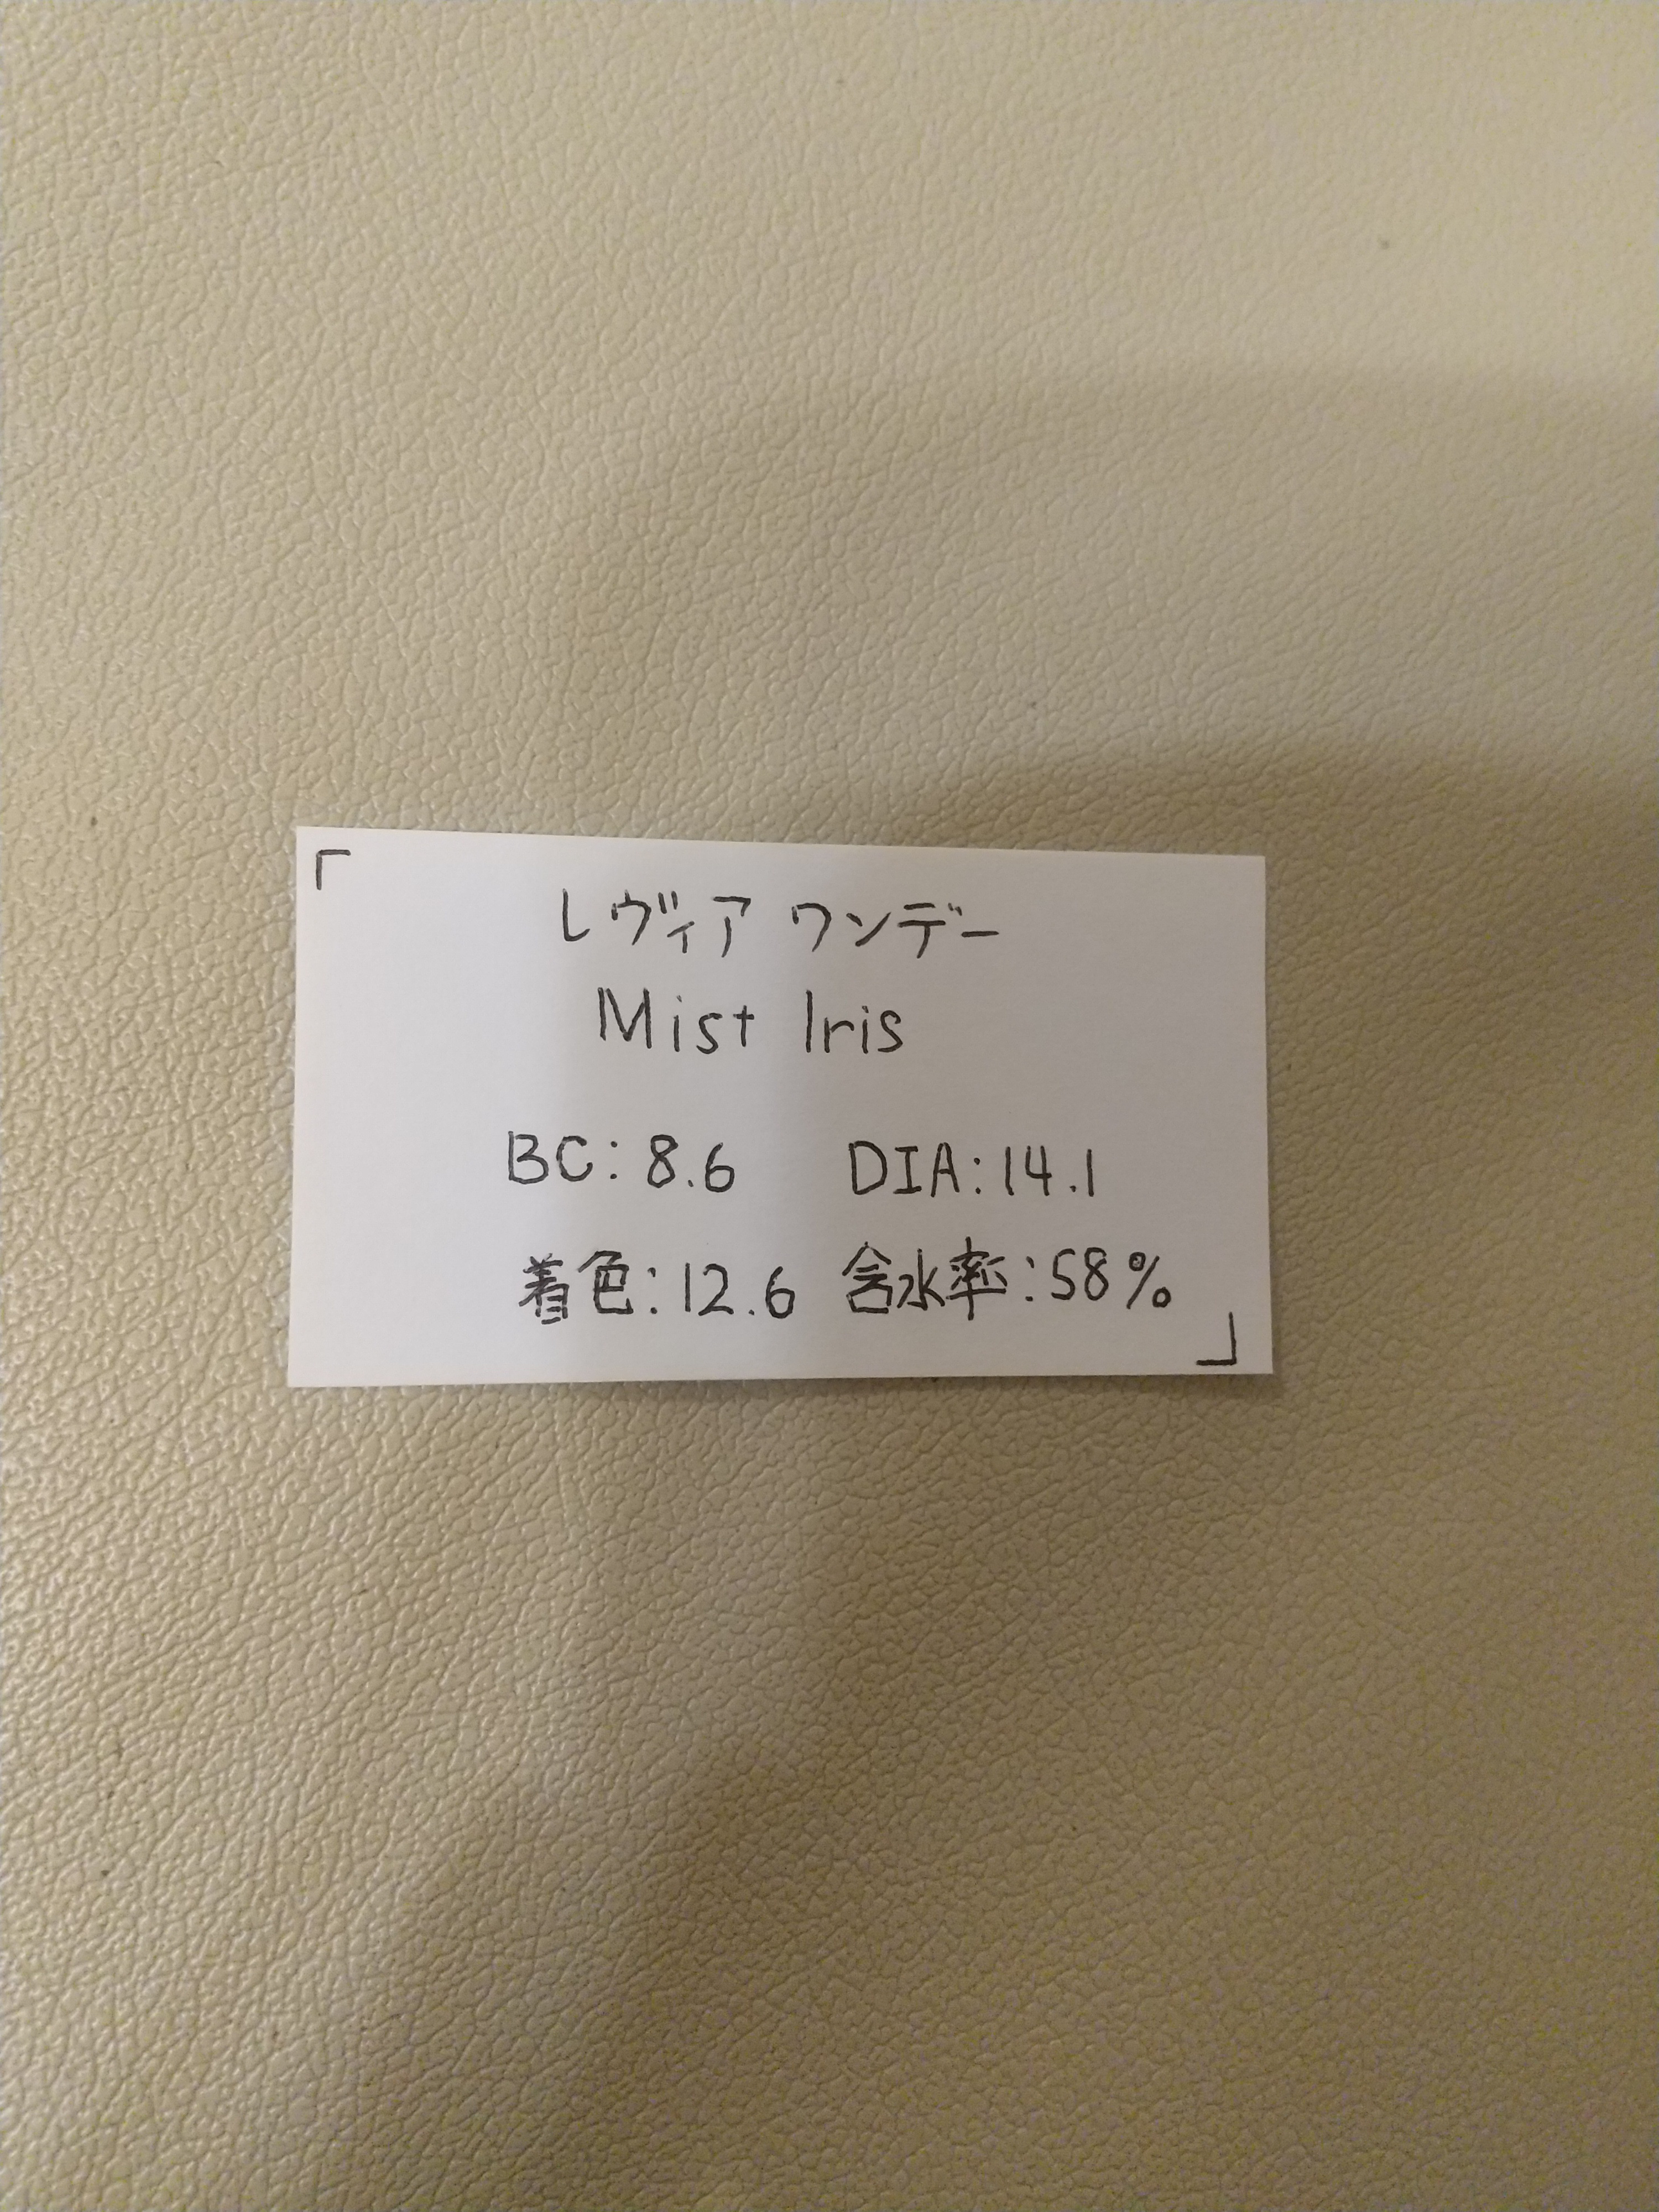 「
レヴィア ワンデー
Mist Iris
BC: 8.6 DIA: 14.1
着色: 12.6 含水率: 58%
」